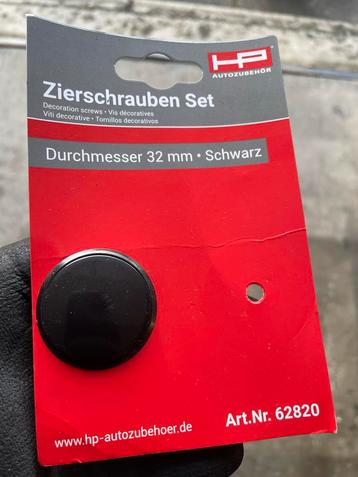 HP
AUTOZUBEHÖR
Zierschrauben Set
Decoration screws • Vis décoratives
Viti decorative • Tornillos decorativos
Durchmesser 32 mm • Schwarz
Art.Nr. 62820
www.hp-autozubehoer.de